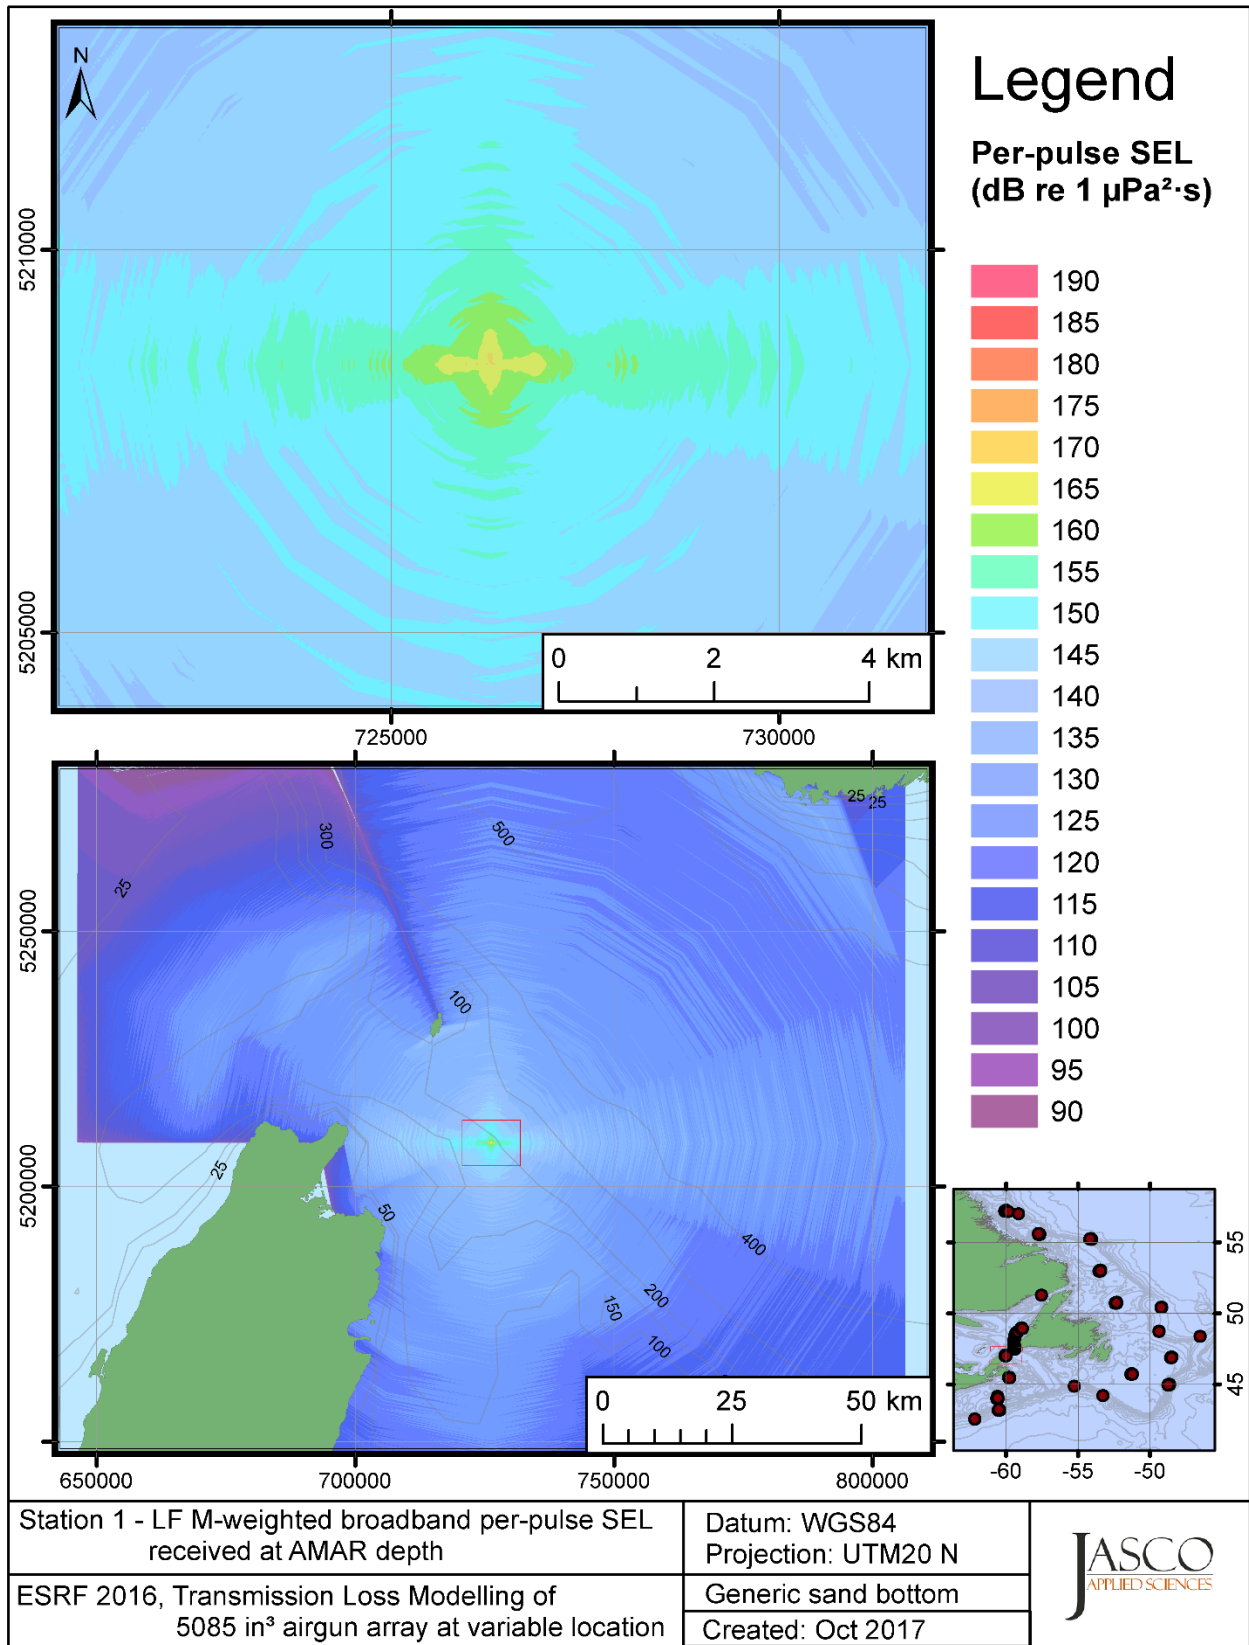 N
5210000
5205000
0 2 4 km
725000 730000
Legend
Per-pulse SEL
(dB re 1 µPa²·s)
190
185
180
175
170
165
160
155
150
145
140
135
130
125
120
115
110
105
100
95
90
25
300
500
25
25
100
25
50
400
200
150
100
5250000
5200000
0 25 50 km
650000 700000 750000 800000
55
50
45
-60 -55 -50
Station 1 - LF M-weighted broadband per-pulse SEL
received at AMAR depth
ESRF 2016, Transmission Loss Modelling of
5085 in³ airgun array at variable location
Datum: WGS84
Projection: UTM20 N
Generic sand bottom
Created: Oct 2017
JASCO
APPLIED SCIENCES